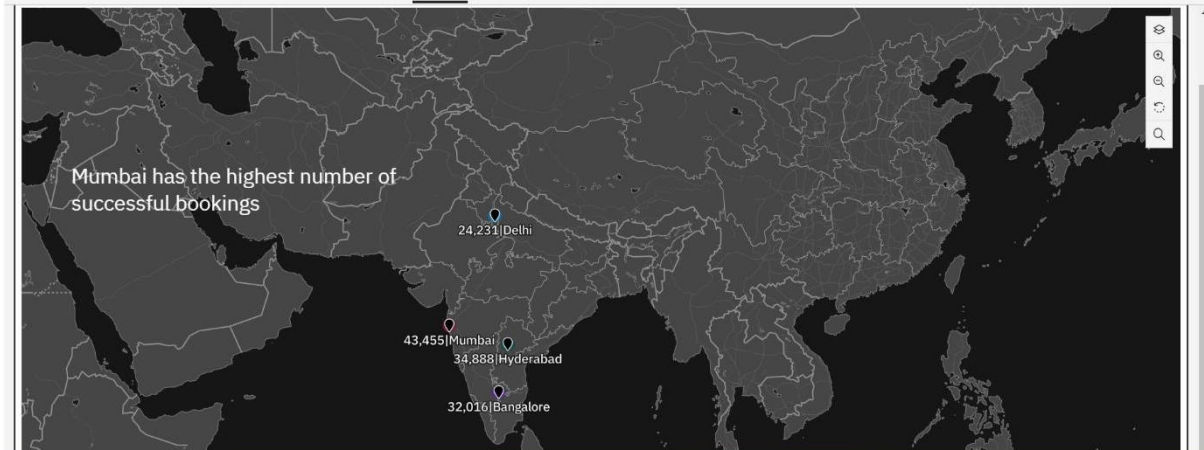 Mumbai has the highest number of
successful bookings
24,231|Delhi
43,455|Mumbai
34,888|Hyderabad
32,016|Bangalore